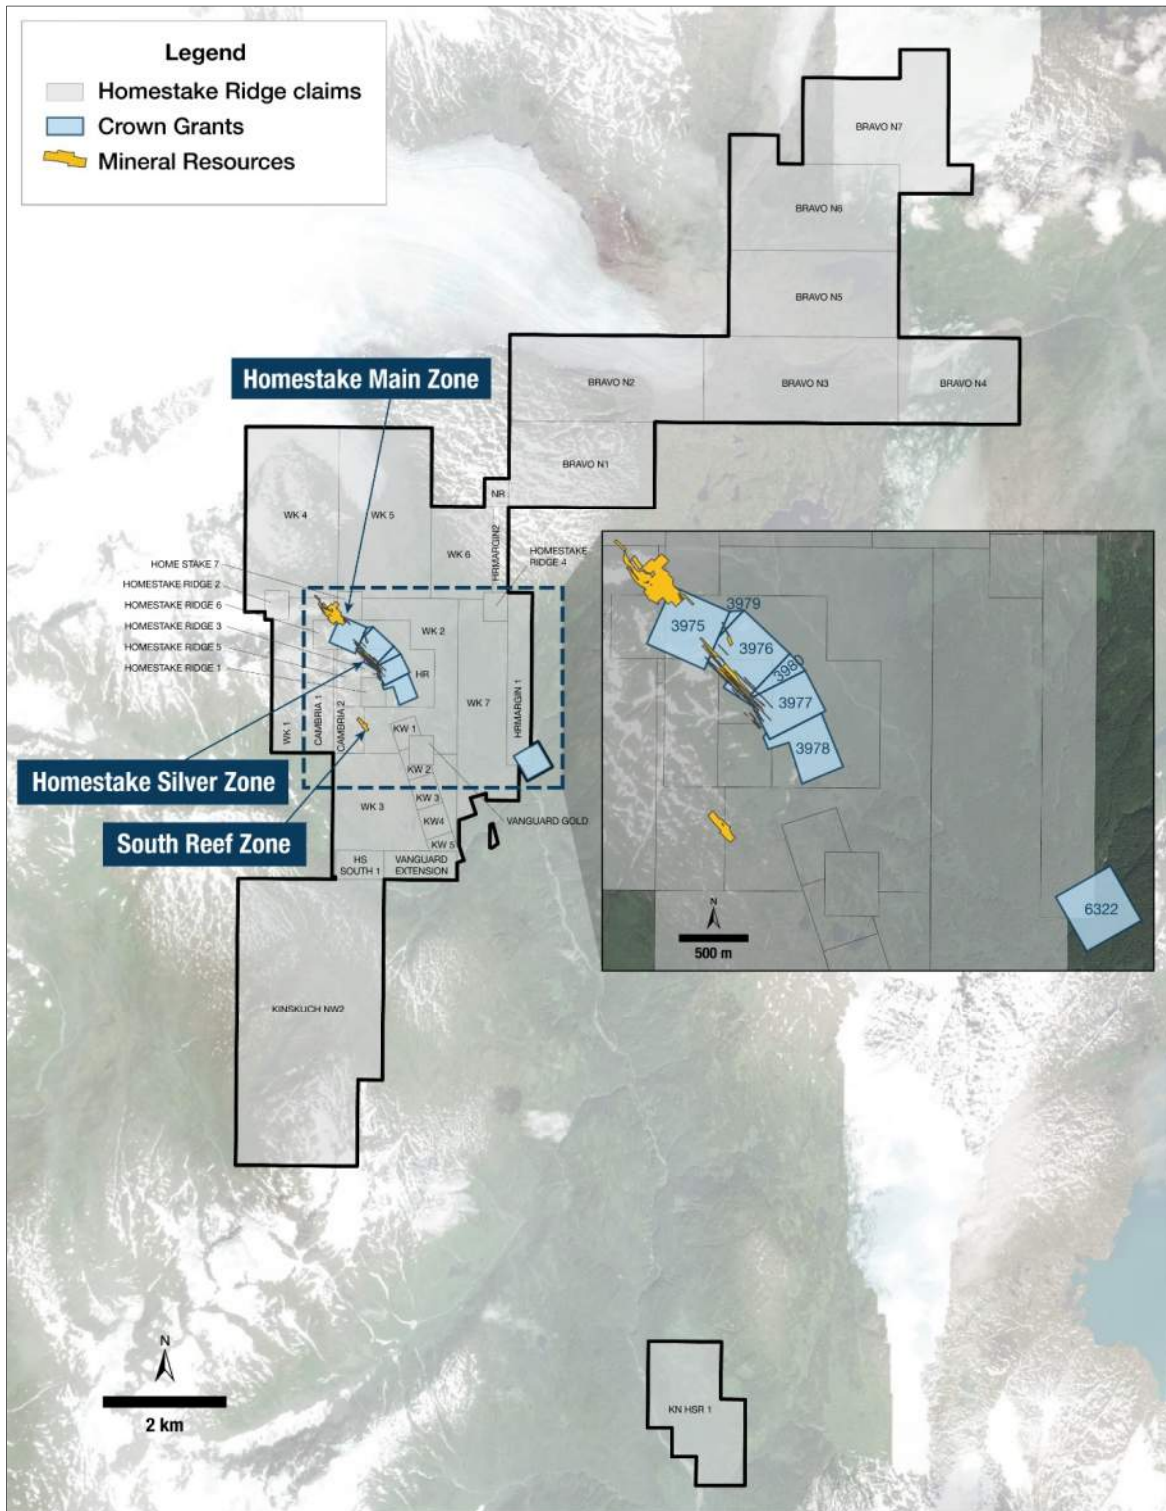 Legend
Homestake Ridge claims
Crown Grants
Mineral Resources
BRAVO N7
BRAVO N6
BRAVO N5
Homestake Main Zone
BRAVO N2
BRAVO N3
BRAVO N4
BRAVO N1
NR
WK 4
WK 5
WK 6
HRMARGIN2
HOMESTAKE
RIDGE 4
HOME STAKE 7
HOMESTAKE RIDGE 2
HOMESTAKE RIDGE 6
HOMESTAKE RIDGE 3
HOMESTAKE RIDGE 5
HOMESTAKE RIDGE 1
WK 2
HR
WK 7
HRMARGIN 1
WK 1
CAMBRIA 1
CAMBRIA 2
KW 1
KW 2
KW 3
KW4
KW 5
WK 3
VANGUARD GOLD
Homestake Silver Zone
South Reef Zone
HS
SOUTH 1
VANGUARD
EXTENSION
3979
3975
3976
3980
3977
3978
6322
N
500 m
KINSKUCH NW2
N
2 km
KN HSR 1